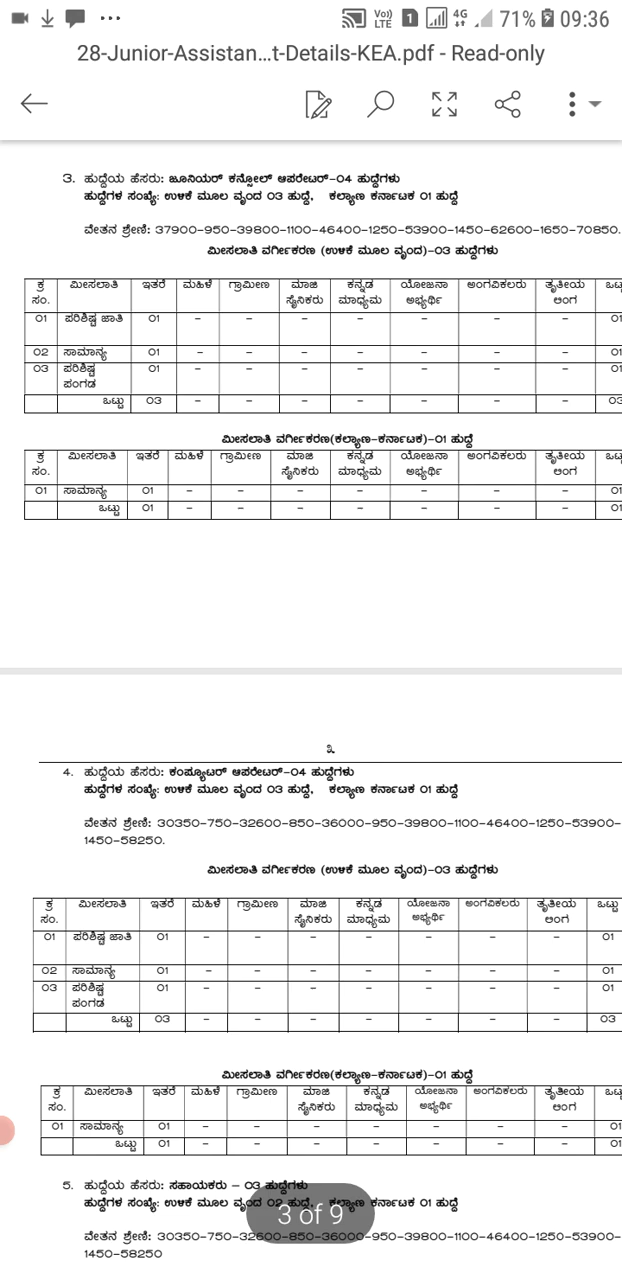 Vo)) LTE 1 4G 71% 09:36
28-Junior-Assistan...t-Details-KEA.pdf - Read-only
3. ಹುದ್ದೆಯ ಹೆಸರು: ಜೂನಿಯರ್ ಕನ್ಸೋಲ್ ಆಪರೇಟರ್-04 ಹುದ್ದೆಗಳು
ಹುದ್ದೆಗಳ ಸಂಖ್ಯೆ: ಉಳಿಕೆ ಮೂಲ ವೃಂದ 03 ಹುದ್ದೆ, ಕಲ್ಯಾಣ ಕರ್ನಾಟಕ 01 ಹುದ್ದೆ
ವೇತನ ಶ್ರೇಣಿ: 37900-950-39800-1100-46400-1250-53900-1450-62600-1650-70850.
ಮೀಸಲಾತಿ ವರ್ಗೀಕರಣ (ಉಳಿಕೆ ಮೂಲ ವೃಂದ)-03 ಹುದ್ದೆಗಳು
ಕ್ರ ಸಂ. ಮೀಸಲಾತಿ ಇತರೆ ಮಹಿಳೆ ಗ್ರಾಮೀಣ ಮಾಜಿ ಸೈನಿಕರು ಕನ್ನಡ ಮಾಧ್ಯಮ ಯೋಜನಾ ಅಭ್ಯರ್ಥಿ ಅಂಗವಿಕಲರು ತೃತೀಯ ಅಂಗ ಒಟ್ಟು
01 ಪರಿಶಿಷ್ಟ ಜಾತಿ 01 - - - - - - - 01
02 ಸಾಮಾನ್ಯ 01 - - - - - - - 01
03 ಪರಿಶಿಷ್ಟ ಪಂಗಡ 01 - - - - - - - 01
ಒಟ್ಟು 03 - - - - - - - 03
ಮೀಸಲಾತಿ ವರ್ಗೀಕರಣ(ಕಲ್ಯಾಣ-ಕರ್ನಾಟಕ)-01 ಹುದ್ದೆ
ಕ್ರ ಸಂ. ಮೀಸಲಾತಿ ಇತರೆ ಮಹಿಳೆ ಗ್ರಾಮೀಣ ಮಾಜಿ ಸೈನಿಕರು ಕನ್ನಡ ಮಾಧ್ಯಮ ಯೋಜನಾ ಅಭ್ಯರ್ಥಿ ಅಂಗವಿಕಲರು ತೃತೀಯ ಅಂಗ ಒಟ್ಟು
01 ಸಾಮಾನ್ಯ 01 - - - - - - - 01
ಒಟ್ಟು 01 - - - - - - - 01
೩
4. ಹುದ್ದೆಯ ಹೆಸರು: ಕಂಪ್ಯೂಟರ್ ಆಪರೇಟರ್-04 ಹುದ್ದೆಗಳು
ಹುದ್ದೆಗಳ ಸಂಖ್ಯೆ: ಉಳಿಕೆ ಮೂಲ ವೃಂದ 03 ಹುದ್ದೆ, ಕಲ್ಯಾಣ ಕರ್ನಾಟಕ 01 ಹುದ್ದೆ
ವೇತನ ಶ್ರೇಣಿ: 30350-750-32600-850-36000-950-39800-1100-46400-1250-53900-
1450-58250.
ಮೀಸಲಾತಿ ವರ್ಗೀಕರಣ (ಉಳಿಕೆ ಮೂಲ ವೃಂದ)-03 ಹುದ್ದೆಗಳು
ಕ್ರ ಸಂ. ಮೀಸಲಾತಿ ಇತರೆ ಮಹಿಳೆ ಗ್ರಾಮೀಣ ಮಾಜಿ ಸೈನಿಕರು ಕನ್ನಡ ಮಾಧ್ಯಮ ಯೋಜನಾ ಅಭ್ಯರ್ಥಿ ಅಂಗವಿಕಲರು ತೃತೀಯ ಅಂಗ ಒಟ್ಟು
01 ಪರಿಶಿಷ್ಟ ಜಾತಿ 01 - - - - - - - 01
02 ಸಾಮಾನ್ಯ 01 - - - - - - - 01
03 ಪರಿಶಿಷ್ಟ ಪಂಗಡ 01 - - - - - - - 01
ಒಟ್ಟು 03 - - - - - - - 03
ಮೀಸಲಾತಿ ವರ್ಗೀಕರಣ(ಕಲ್ಯಾಣ-ಕರ್ನಾಟಕ)-01 ಹುದ್ದೆ
ಕ್ರ ಸಂ. ಮೀಸಲಾತಿ ಇತರೆ ಮಹಿಳೆ ಗ್ರಾಮೀಣ ಮಾಜಿ ಸೈನಿಕರು ಕನ್ನಡ ಮಾಧ್ಯಮ ಯೋಜನಾ ಅಭ್ಯರ್ಥಿ ಅಂಗವಿಕಲರು ತೃತೀಯ ಅಂಗ ಒಟ್ಟು
01 ಸಾಮಾನ್ಯ 01 - - - - - - - 01
ಒಟ್ಟು 01 - - - - - - - 01
5. ಹುದ್ದೆಯ ಹೆಸರು: ಸಹಾಯಕರು - 03 ಹುದ್ದೆಗಳು
ಹುದ್ದೆಗಳ ಸಂಖ್ಯೆ: ಉಳಿಕೆ ಮೂಲ ವೃಂದ 02 ಹುದ್ದೆ, ಕಲ್ಯಾಣ ಕರ್ನಾಟಕ 01 ಹುದ್ದೆ
3 of 9
ವೇತನ ಶ್ರೇಣಿ: 30350-750-32600-850-36000-950-39800-1100-46400-1250-53900-
1450-58250